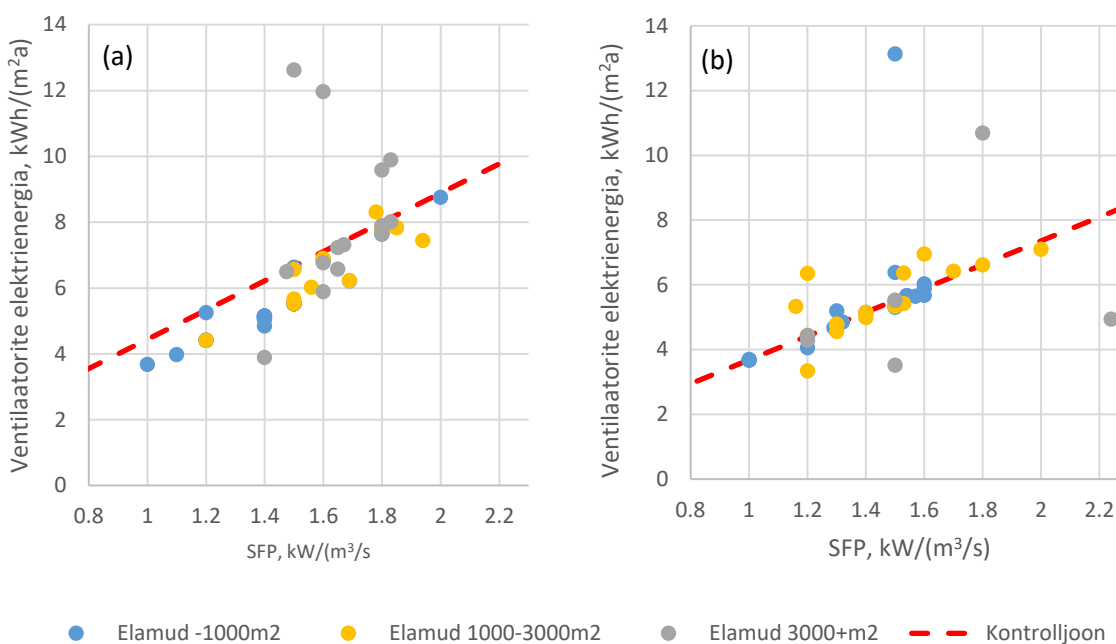 (a)
Ventilaatorite elektrienergia, kWh/(m²a)
14
12
10
8
6
4
2
0
0.8 1 1.2 1.4 1.6 1.8 2 2.2
SFP, kW/(m³/s
(b)
Ventilaatorite elektrienergia, kWh/(m²a)
14
12
10
8
6
4
2
0
0.8 1 1.2 1.4 1.6 1.8 2 2.2
SFP, kW/(m³/s)
Elamud -1000m2 Elamud 1000-3000m2 Elamud 3000+m2 Kontrolljoon